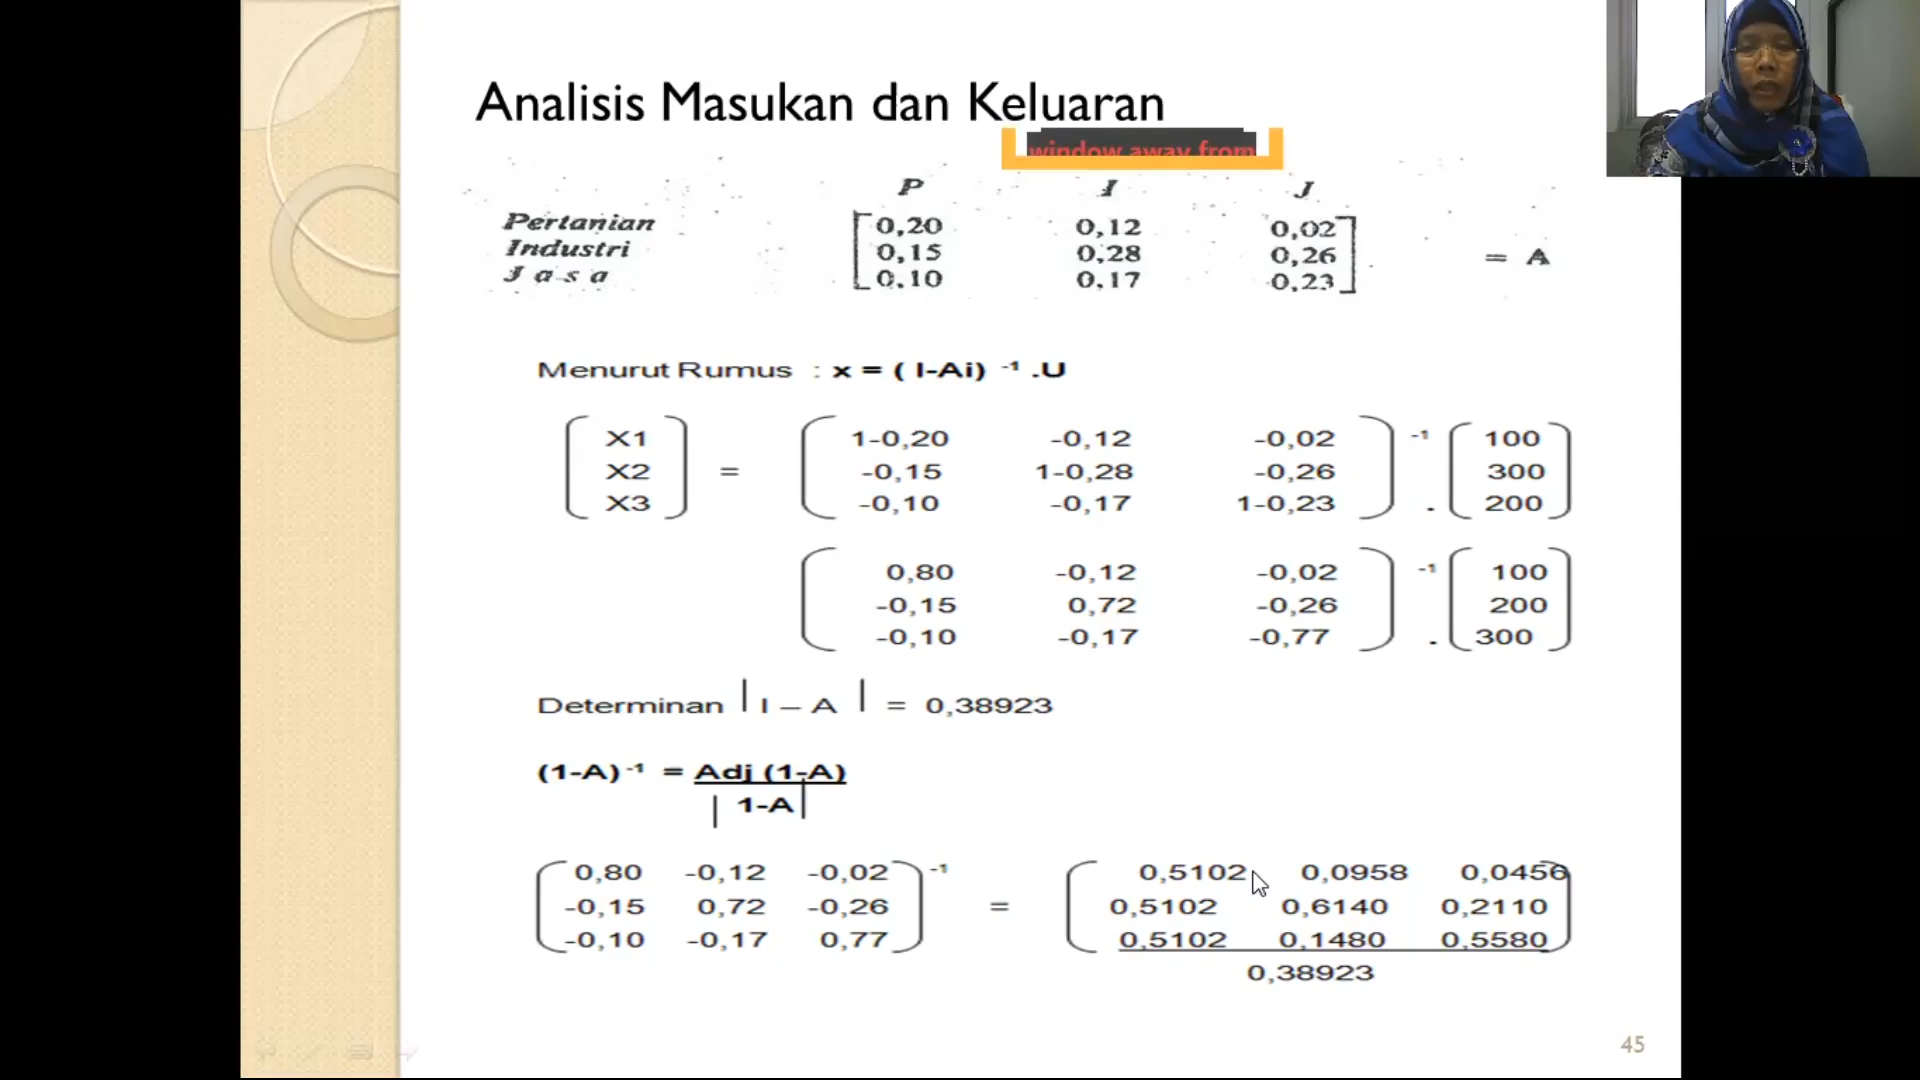 Analisis Masukan dan Keluaran
window away from
P I J
Pertanian 0,20 0,12 0,02
Industri 0,15 0,28 0,26 = A
Jasa 0.10 0.17 0,23
Menurut Rumus : x = ( I-Ai) -1 .U
X1 1-0,20 -0,12 -0,02 -1 100
X2 = -0,15 1-0,28 -0,26 300
X3 -0,10 -0,17 1-0,23 . 200
0,80 -0,12 -0,02 -1 100
-0,15 0,72 -0,26 200
-0,10 -0,17 -0,77 . 300
Determinan | I – A | = 0,38923
(1-A) -1 = Adj (1-A)
| 1-A |
0,80 -0,12 -0,02 -1 0,5102 0,0958 0,0456
-0,15 0,72 -0,26 = 0,5102 0,6140 0,2110
-0,10 -0,17 0,77 0,5102 0,1480 0,5580
0,38923
45